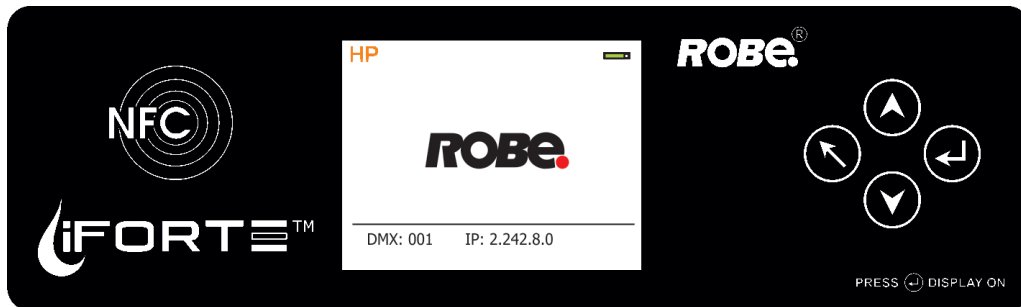 NFC
iFORTE™
HP
ROBE.
DMX: 001 IP: 2.242.8.0
ROBE.®
PRESS DISPLAY ON